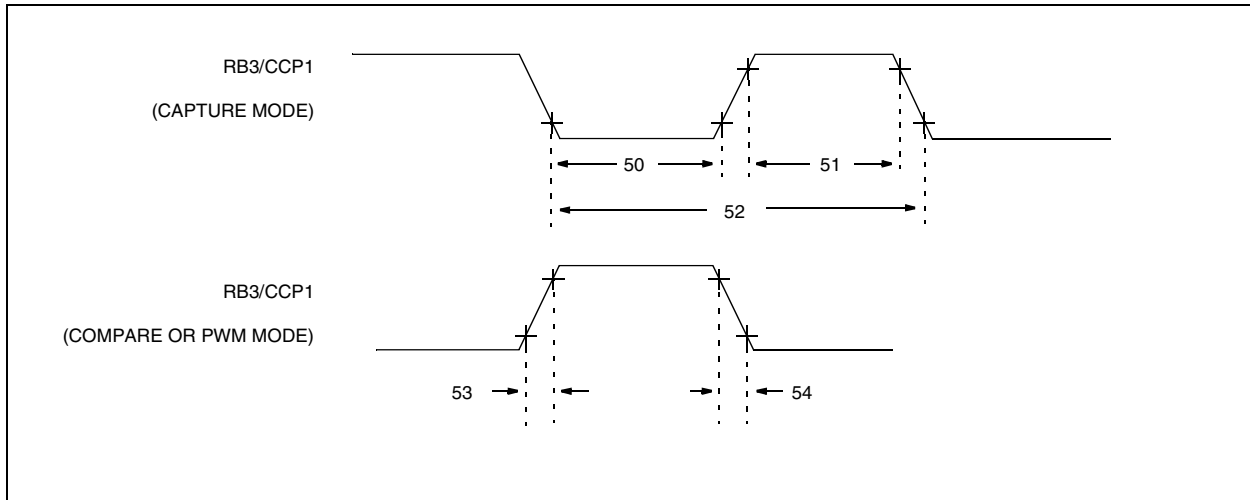 RB3/CCP1
(CAPTURE MODE)
50
51
52
RB3/CCP1
(COMPARE OR PWM MODE)
53
54